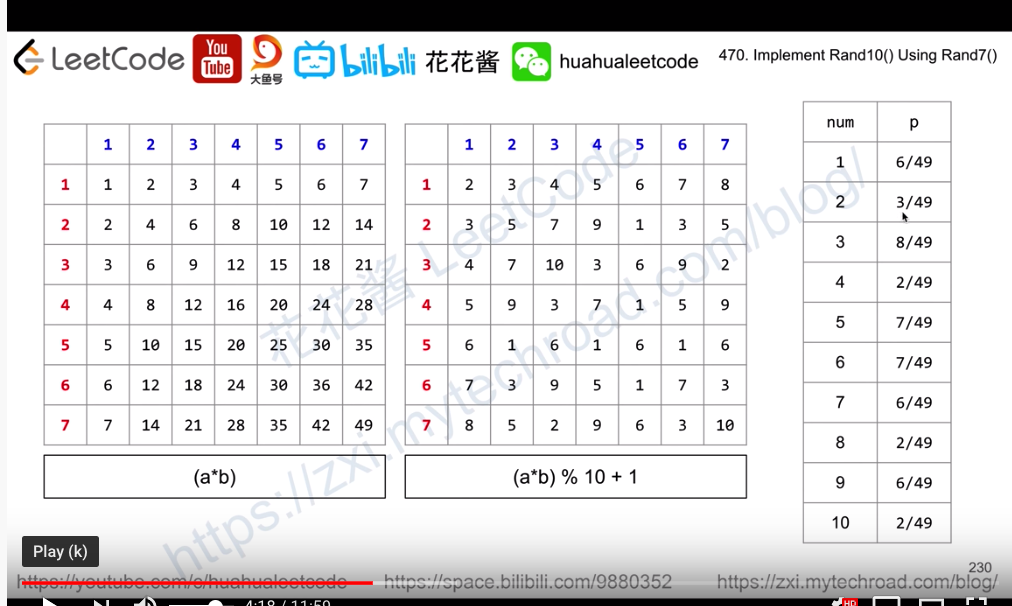 LeetCode You Tube 大鱼号 bilibili 花花酱 huahualeetcode 470. Implement Rand10() Using Rand7()
1 2 3 4 5 6 7
1 1 2 3 4 5 6 7
2 2 4 6 8 10 12 14
3 3 6 9 12 15 18 21
4 4 8 12 16 20 24 28
5 5 10 15 20 25 30 35
6 6 12 18 24 30 36 42
7 7 14 21 28 35 42 49
(a*b)
1 2 3 4 5 6 7
1 2 3 4 5 6 7 8
2 3 5 7 9 1 3 5
3 4 7 10 3 6 9 2
4 5 9 3 7 1 5 9
5 6 1 6 1 6 1 6
6 7 3 9 5 1 7 3
7 8 5 2 9 6 3 10
(a*b) % 10 + 1
num p
1 6/49
2 3/49
3 8/49
4 2/49
5 7/49
6 7/49
7 6/49
8 2/49
9 6/49
10 2/49
花花酱 LeetCode
https://zxi.mytechroad.com/blog/
Play (k)
230
https://youtube.com/c/huahualeetcode https://space.bilibili.com/9880352 https://zxi.mytechroad.com/blog/
4:18 / 11:59
HD